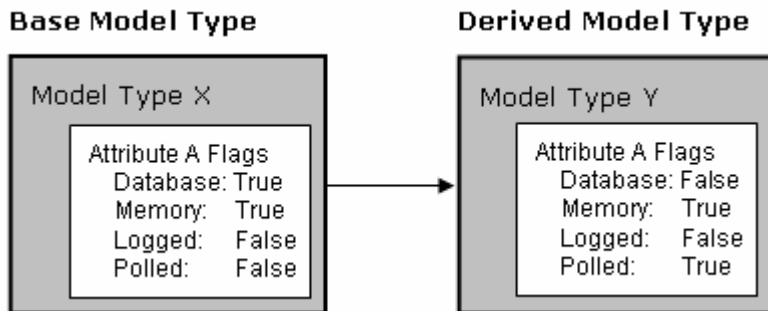 Base Model Type
Model Type X
Attribute A Flags
Database: True
Memory: True
Logged: False
Polled: False
Derived Model Type
Model Type Y
Attribute A Flags
Database: False
Memory: True
Logged: False
Polled: True